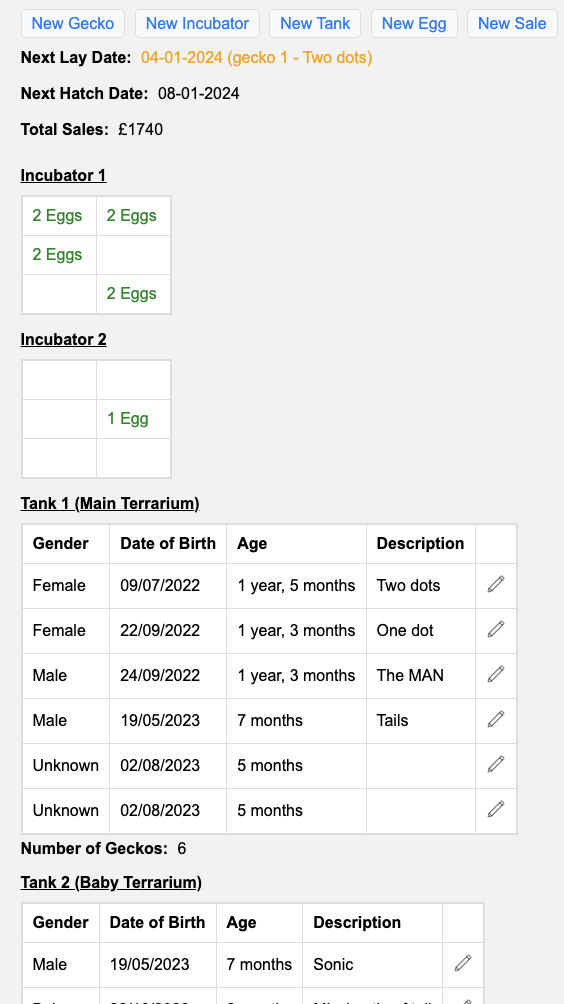 New Gecko New Incubator New Tank New Egg New Sale
Next Lay Date: 04-01-2024 (gecko 1 - Two dots)
Next Hatch Date: 08-01-2024
Total Sales: £1740
Incubator 1
2 Eggs 2 Eggs
2 Eggs
2 Eggs
Incubator 2
1 Egg
Tank 1 (Main Terrarium)
Gender Date of Birth Age Description
Female 09/07/2022 1 year, 5 months Two dots
Female 22/09/2022 1 year, 3 months One dot
Male 24/09/2022 1 year, 3 months The MAN
Male 19/05/2023 7 months Tails
Unknown 02/08/2023 5 months
Unknown 02/08/2023 5 months
Number of Geckos: 6
Tank 2 (Baby Terrarium)
Gender Date of Birth Age Description
Male 19/05/2023 7 months Sonic